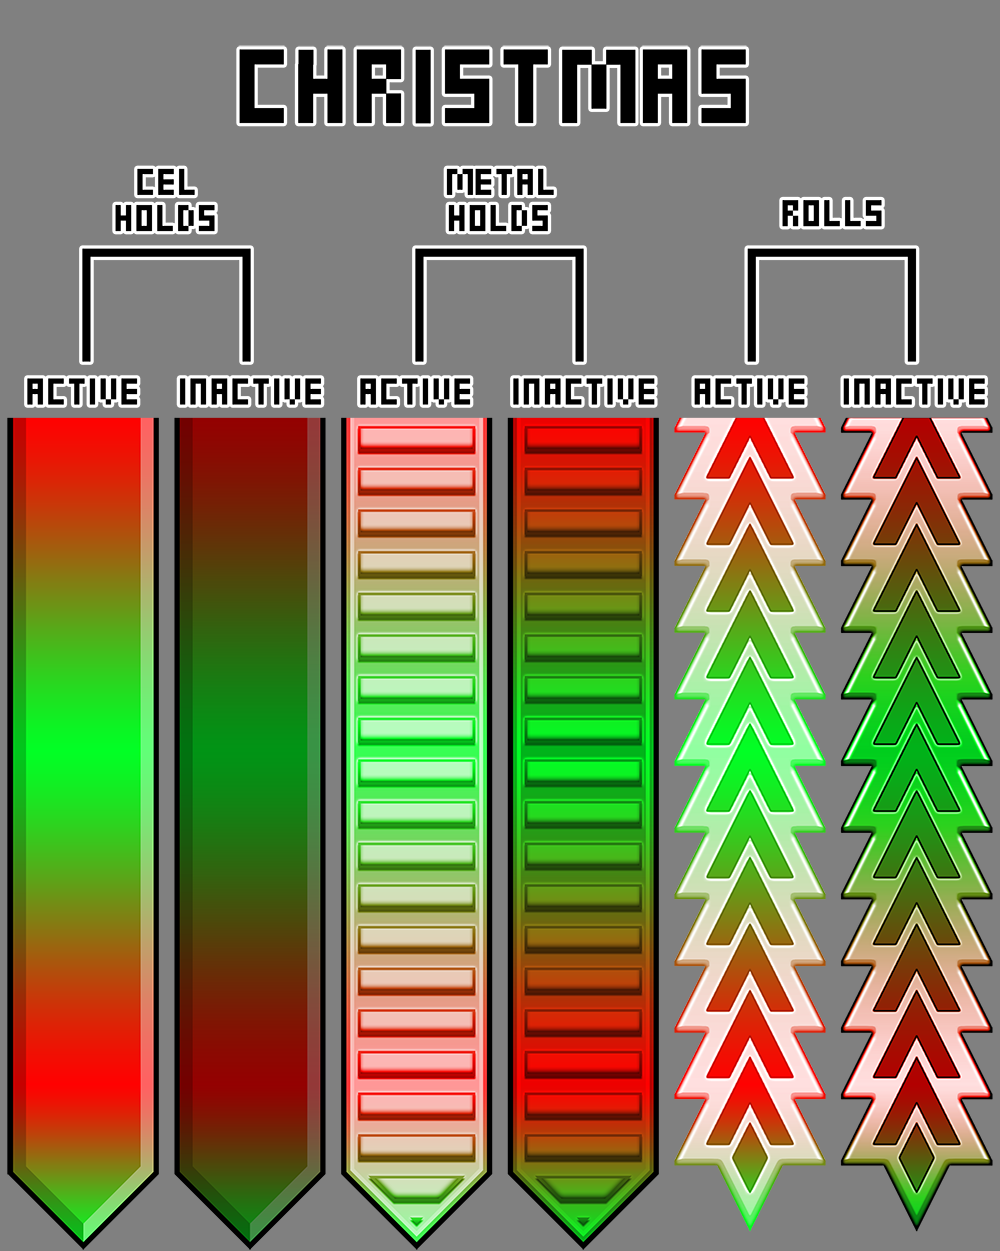 CHRISTMAS
CEL
HOLDS
METAL
HOLDS
ROLLS
ACTIVE INACTIVE ACTIVE INACTIVE ACTIVE INACTIVE